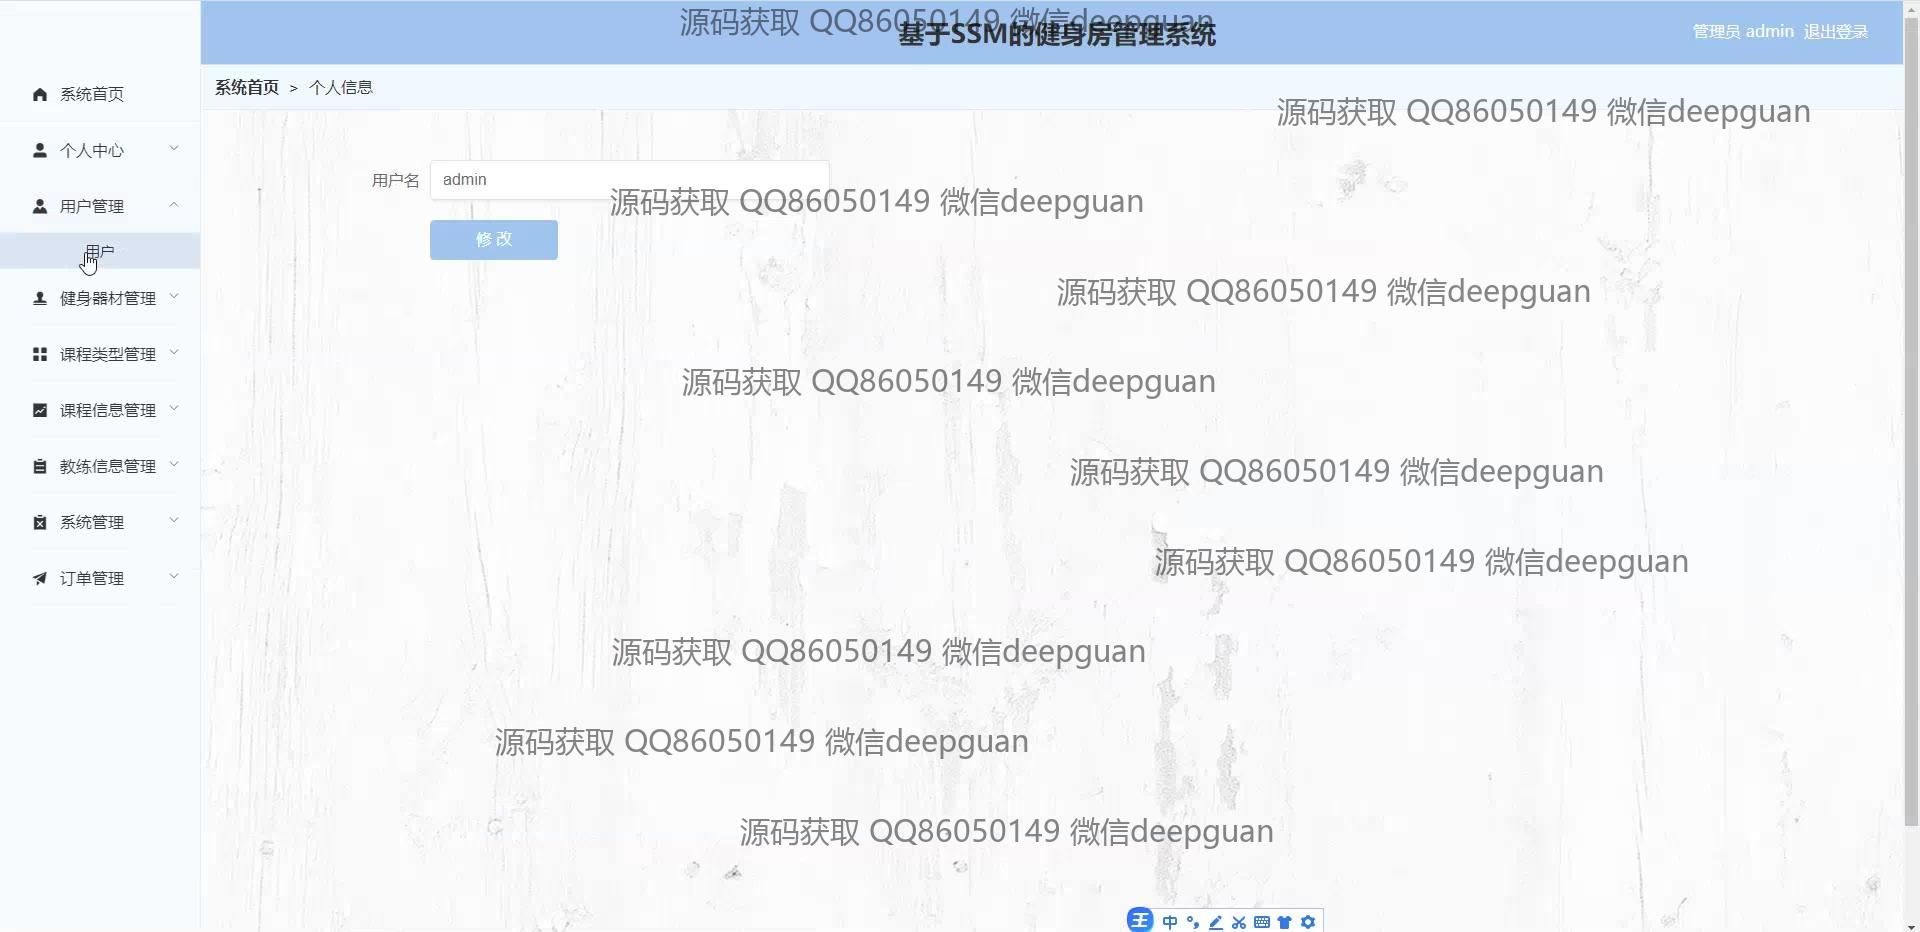 源码获取 QQ86050149 微信deepguan
基于SSM的健身房管理系统
管理员 admin 退出登录
系统首页 > 个人信息
源码获取 QQ86050149 微信deepguan
系统首页
个人中心
用户管理
用户
健身器材管理
课程类型管理
课程信息管理
教练信息管理
系统管理
订单管理
用户名 admin
源码获取 QQ86050149 微信deepguan
修改
源码获取 QQ86050149 微信deepguan
源码获取 QQ86050149 微信deepguan
源码获取 QQ86050149 微信deepguan
源码获取 QQ86050149 微信deepguan
源码获取 QQ86050149 微信deepguan
源码获取 QQ86050149 微信deepguan
源码获取 QQ86050149 微信deepguan
王 中